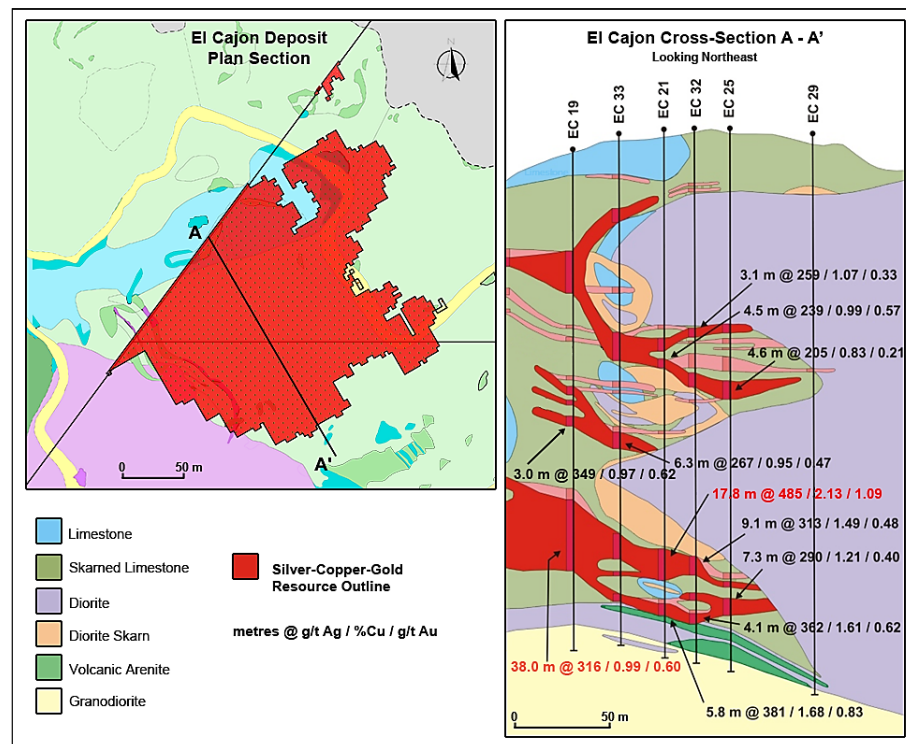 El Cajon Deposit
Plan Section
N
A
A'
0 50 m
Limestone
Skarned Limestone
Diorite
Diorite Skarn
Volcanic Arenite
Granodiorite
Silver-Copper-Gold
Resource Outline
metres @ g/t Ag / %Cu / g/t Au
El Cajon Cross-Section A - A’
Looking Northeast
EC 19
EC 33
EC 21
EC 32
EC 25
EC 29
Limestone
3.1 m @ 259 / 1.07 / 0.33
4.5 m @ 239 / 0.99 / 0.57
4.6 m @ 205 / 0.83 / 0.21
6.3 m @ 267 / 0.95 / 0.47
3.0 m @ 349 / 0.97 / 0.62
17.8 m @ 485 / 2.13 / 1.09
9.1 m @ 313 / 1.49 / 0.48
7.3 m @ 290 / 1.21 / 0.40
4.1 m @ 362 / 1.61 / 0.62
38.0 m @ 316 / 0.99 / 0.60
5.8 m @ 381 / 1.68 / 0.83
0 50 m